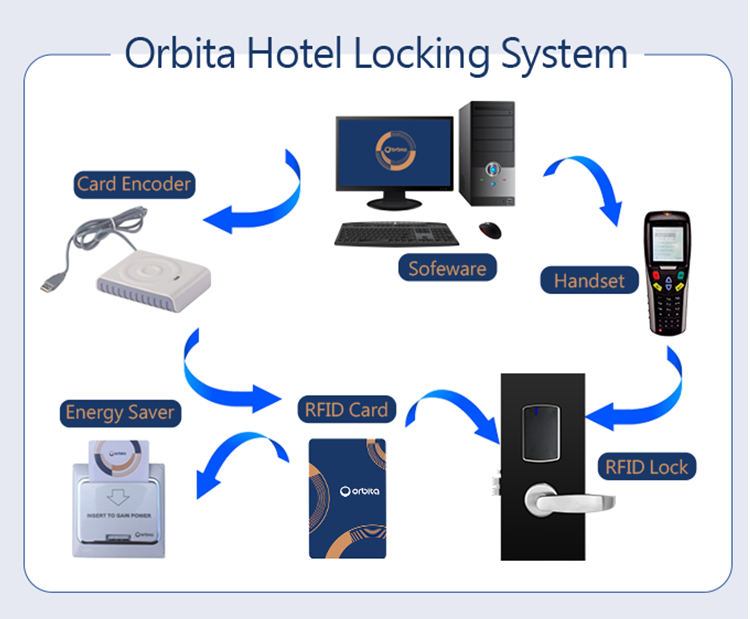 Orbita Hotel Locking System
Orbita
Card Encoder
Sofeware
Handset
Energy Saver
RFID Card
Orbita
INSERT TO GAIN POWER
Orbita
orbita
RFID Lock